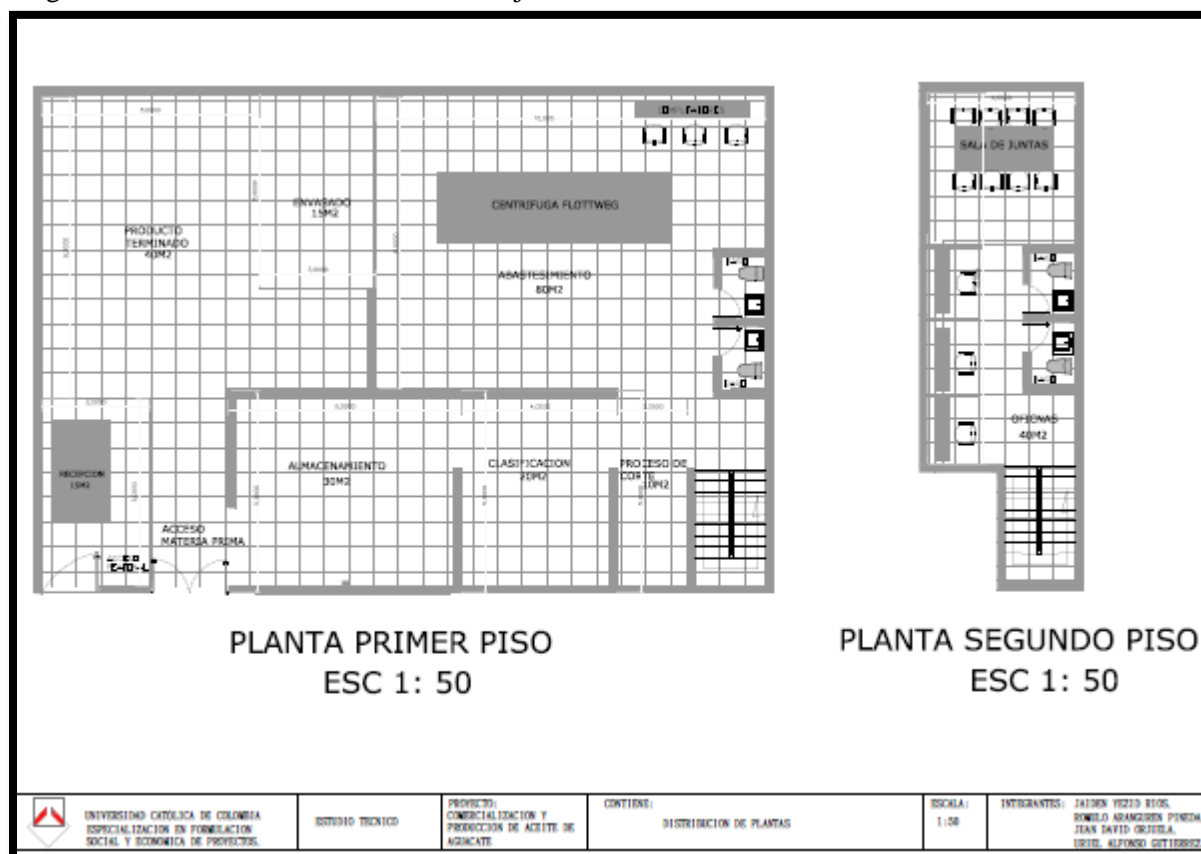 PRODUCTO
TERMINADO
40M2
ENVASADO
15M2
CENTRIFUGA FLOTTWEG
ABASTESIMIENTO
80M2
RECEPCION
15M2
ACCESO
MATERIA PRIMA
ALMACENAMIENTO
30M2
CLASIFICACION
20M2
PROCESO DE
CORTE
10M2
PLANTA PRIMER PISO
ESC 1: 50
SALA DE JUNTAS
OFICINAS
40M2
PLANTA SEGUNDO PISO
ESC 1: 50
UNIVERSIDAD CATÓLICA DE COLOMBIA
ESPECIALIZACION EN FORMULACION
SOCIAL Y ECONOMICA DE PROYECTOS.
ESTUDIO TECNICO
PROYECTO:
COMERCIALIZACION Y
PRODUCCION DE ACEITE DE
AGUACATE
CONTIENE:
DISTRIBUCION DE PLANTAS
ESCALA:
1:50
INTEGRANTES: JAIDEN YEZID RIOS.
ROMELO ARANGUREN PINEDA
JUAN DAVID ORJUELA.
URIEL ALFONSO GUTIERREZ